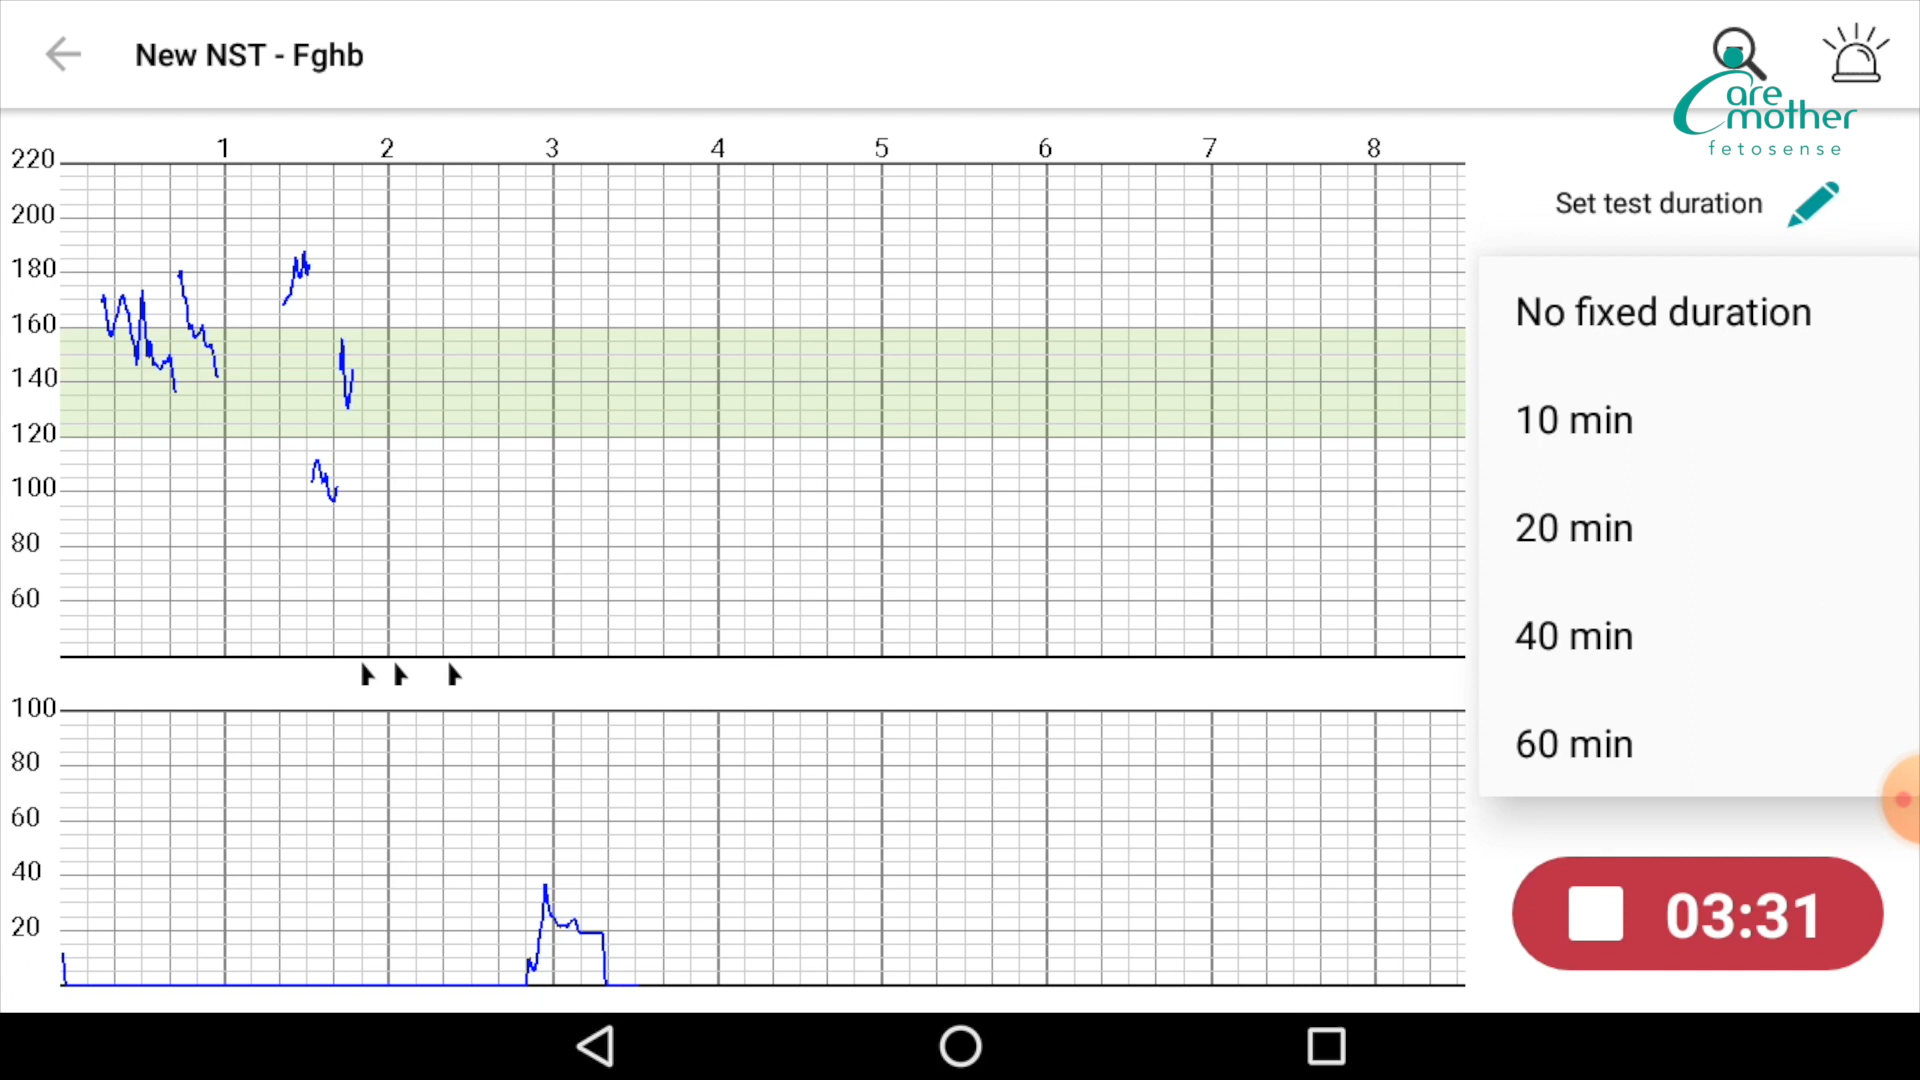 New NST - Fghb
Care
mother
fetosense
1 2 3 4 5 6 7 8
220
200
180
160
140
120
100
80
60
100
80
60
40
20
Set test duration
No fixed duration
10 min
20 min
40 min
60 min
03:31